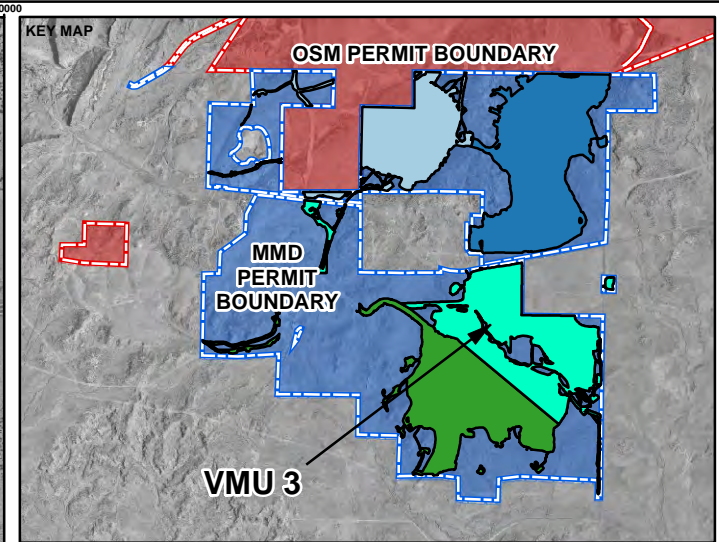 0000
KEY MAP
OSM PERMIT BOUNDARY
MMD
PERMIT
BOUNDARY
VMU 3